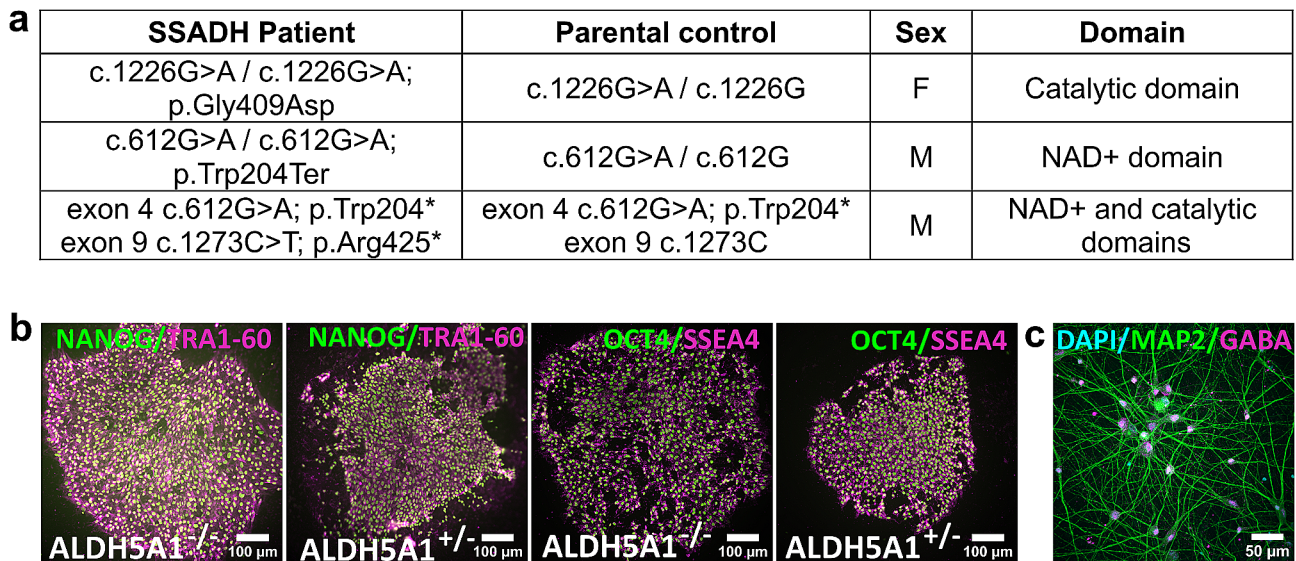 a
SSADH Patient Parental control Sex Domain
c.1226G>A / c.1226G>A;
p.Gly409Asp
c.1226G>A / c.1226G
F
Catalytic domain
c.612G>A / c.612G>A;
p.Trp204Ter
c.612G>A / c.612G
M
NAD+ domain
exon 4 c.612G>A; p.Trp204*
exon 9 c.1273C>T; p.Arg425*
exon 4 c.612G>A; p.Trp204*
exon 9 c.1273C
M
NAD+ and catalytic
domains
b
NANOG/TRA1-60
ALDH5A1-/-
100 µm
NANOG/TRA1-60
ALDH5A1+/-
100 µm
OCT4/SSEA4
ALDH5A1-/-
100 µm
OCT4/SSEA4
ALDH5A1+/-
100 µm
c
DAPI/MAP2/GABA
50 µm